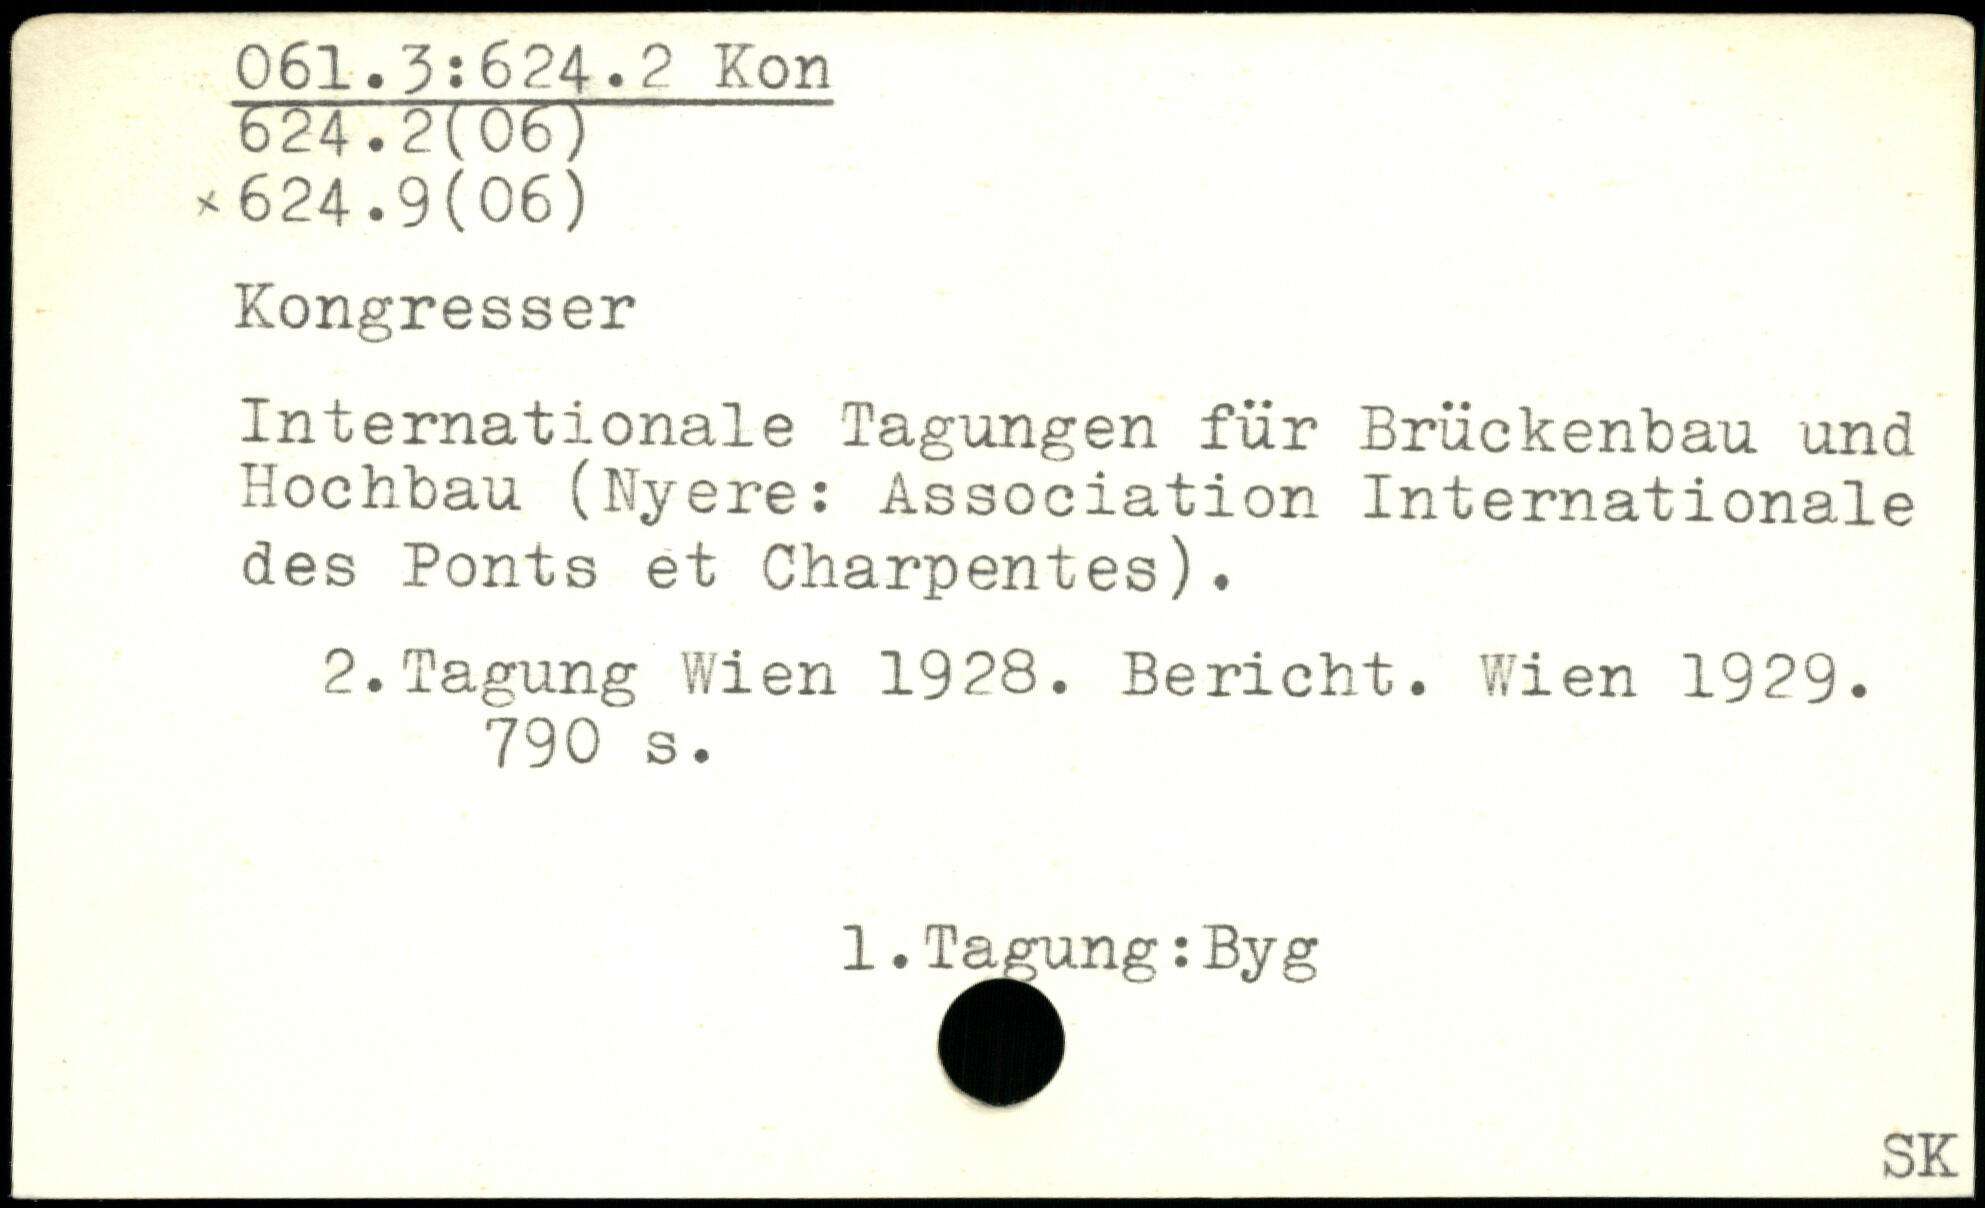 061.3:624.2 Kon
624.2(06)
×624.9(06)
Kongresser
Internationale Tagungen für Brückenbau und
Hochbau (Nyere: Association Internationale
des Ponts et Charpentes).
2.Tagung Wien 1928. Bericht. Wien 1929.
790 s.
1.Tagung:Byg
SK